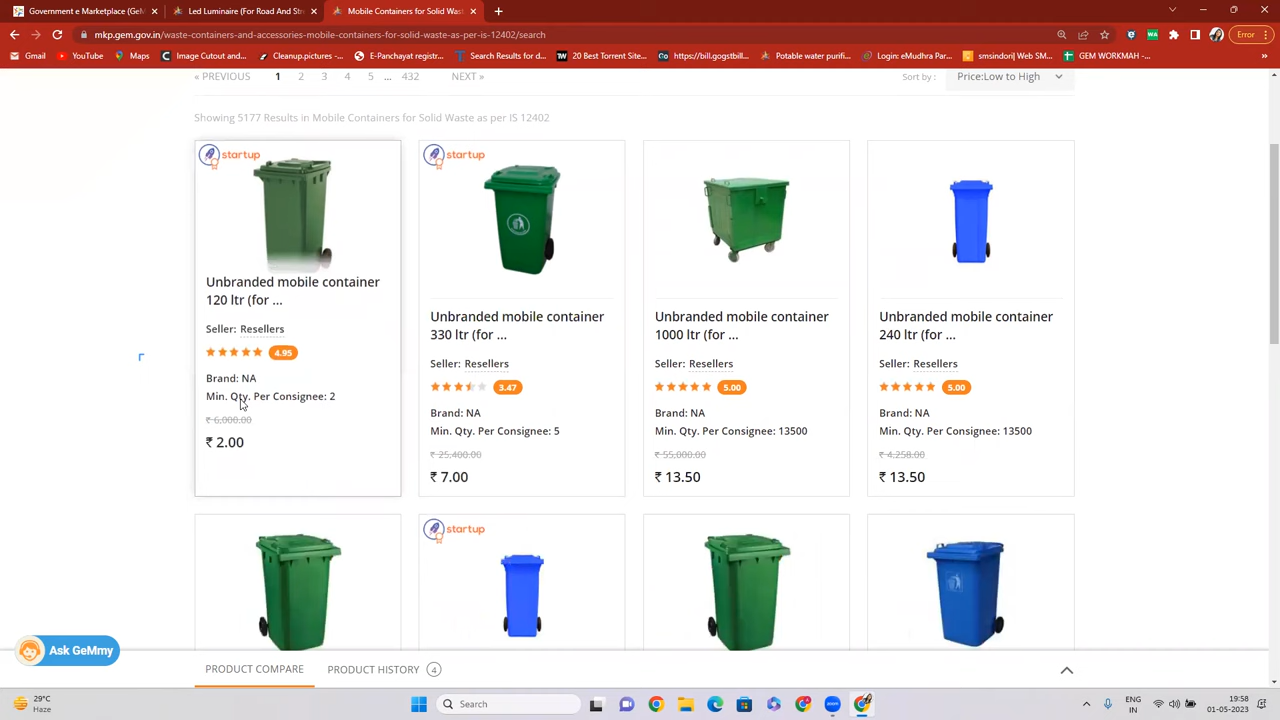 Government e Marketplace (GeM
Led Luminaire (For Road And Str
Mobile Containers for Solid Waste
mkp.gem.gov.in/waste-containers-and-accessories-mobile-containers-for-solid-waste-as-per-is-12402/search
Error
Gmail
YouTube
Maps
Image Cutout and...
Cleanup.pictures -...
E-Panchayat registr...
Search Results for d...
20 Best Torrent Site...
https://bill.gogstbill...
Potable water purifi...
Login: eMudhra Par...
smsindori| Web SM...
GEM WORKMAH -...
« PREVIOUS 1 2 3 4 5 ... 432 NEXT »
Sort by : Price:Low to High
Showing 5177 Results in Mobile Containers for Solid Waste as per IS 12402
startup
Unbranded mobile container
120 ltr (for ...
Seller: Resellers
4.95
Brand: NA
Min. Qty. Per Consignee: 2
₹ 6,000.00
₹ 2.00
startup
Unbranded mobile container
330 ltr (for ...
Seller: Resellers
3.47
Brand: NA
Min. Qty. Per Consignee: 5
₹ 25,400.00
₹ 7.00
Unbranded mobile container
1000 ltr (for ...
Seller: Resellers
5.00
Brand: NA
Min. Qty. Per Consignee: 13500
₹ 55,000.00
₹ 13.50
Unbranded mobile container
240 ltr (for ...
Seller: Resellers
5.00
Brand: NA
Min. Qty. Per Consignee: 13500
₹ 4,258.00
₹ 13.50
startup
Ask GeMmy
PRODUCT COMPARE
PRODUCT HISTORY 4
29°C
Haze
Search
ENG
IN
19:58
01-05-2023